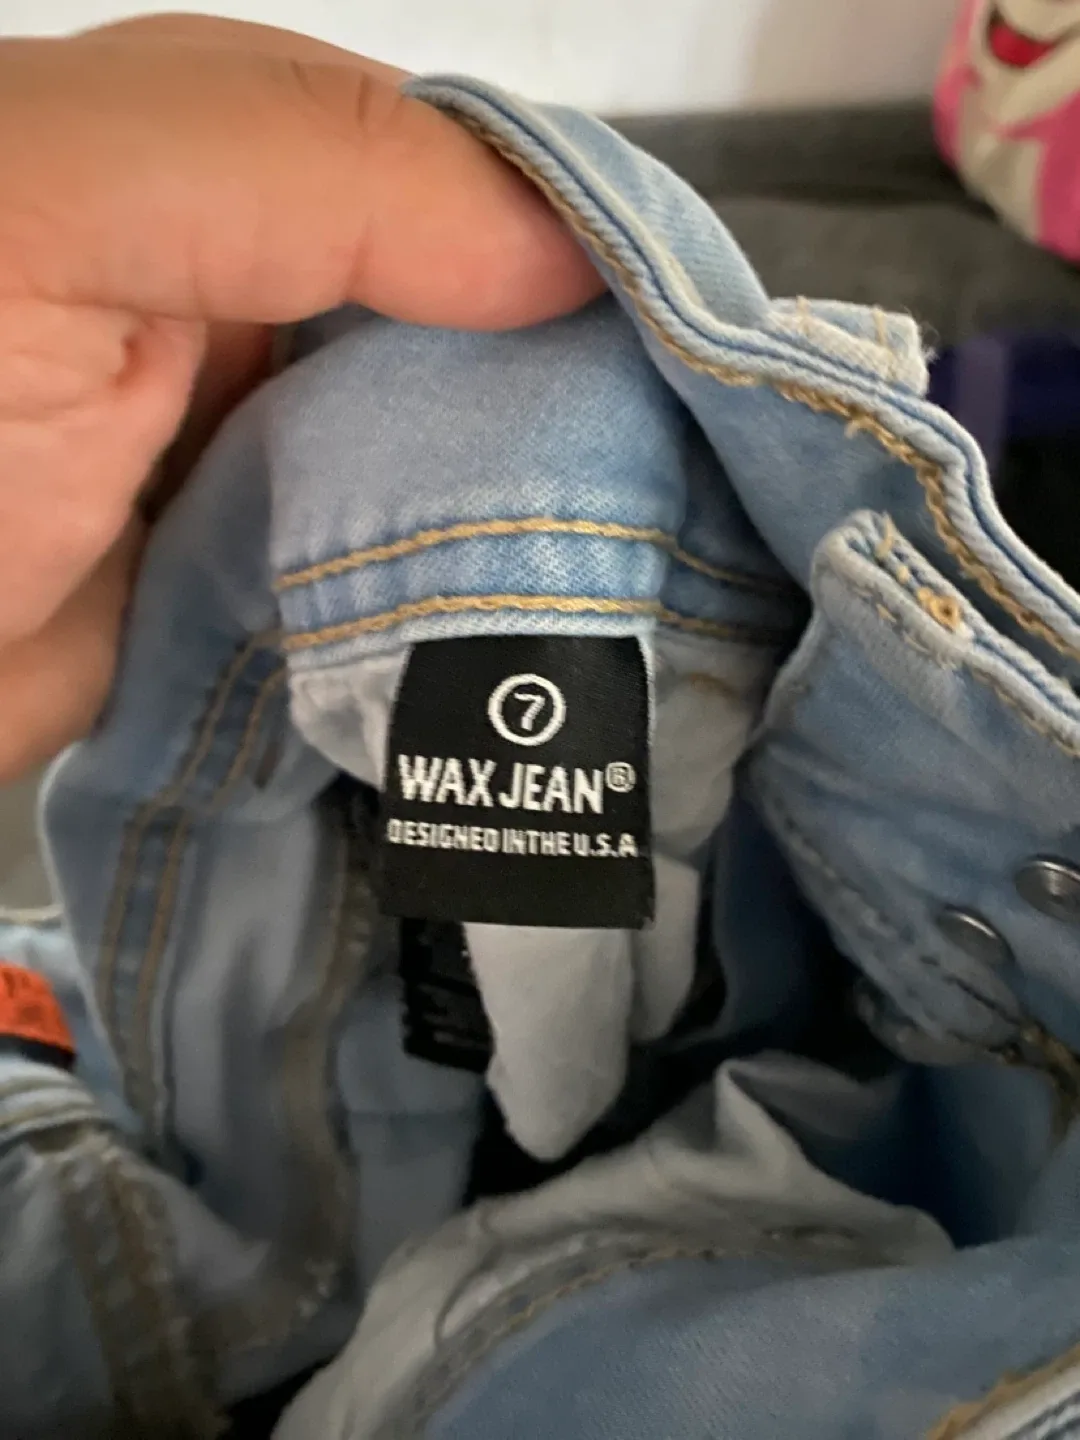 7
WAX JEAN®
DESIGNED IN THE U.S.A